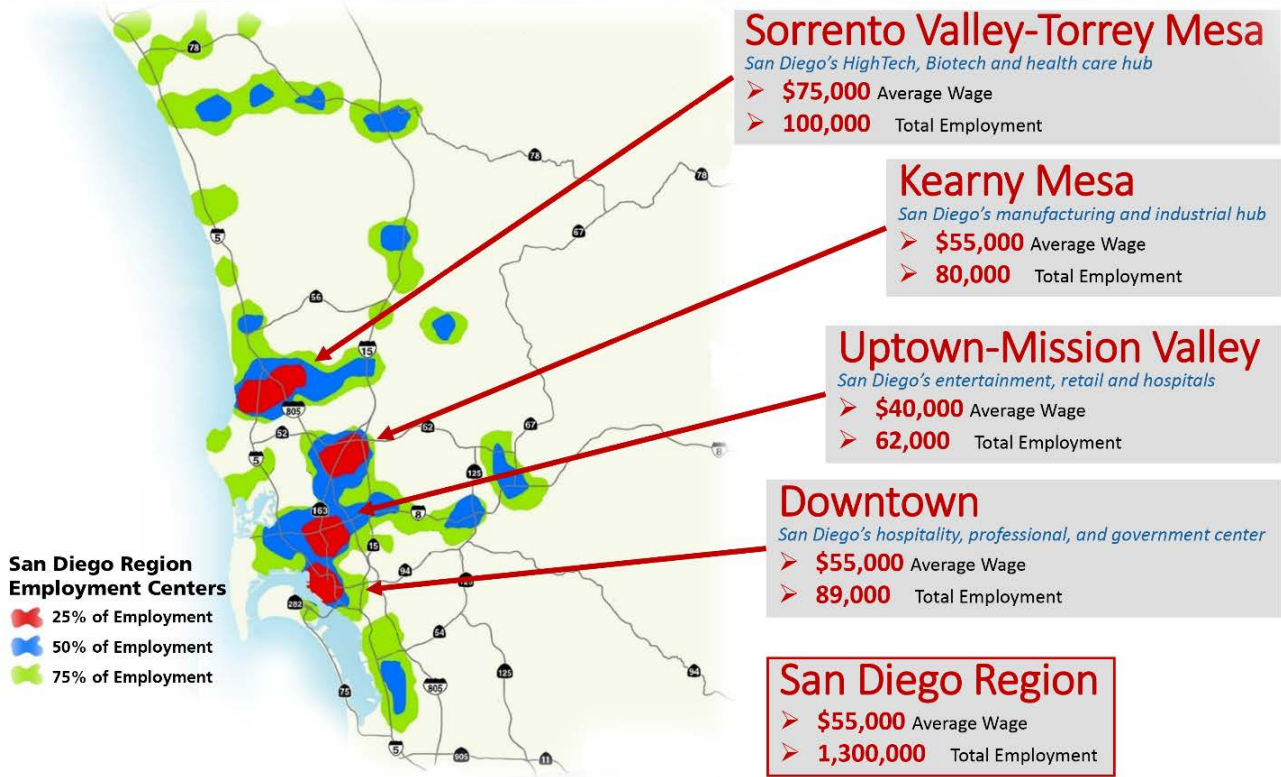 Sorrento Valley-Torrey Mesa
San Diego's HighTech, Biotech and health care hub
➢ $75,000 Average Wage
➢ 100,000 Total Employment
Kearny Mesa
San Diego's manufacturing and industrial hub
➢ $55,000 Average Wage
➢ 80,000 Total Employment
Uptown-Mission Valley
San Diego's entertainment, retail and hospitals
➢ $40,000 Average Wage
➢ 62,000 Total Employment
Downtown
San Diego's hospitality, professional, and government center
➢ $55,000 Average Wage
➢ 89,000 Total Employment
San Diego Region
➢ $55,000 Average Wage
➢ 1,300,000 Total Employment
San Diego Region
Employment Centers
25% of Employment
50% of Employment
75% of Employment
78
78
78
67
5
56
15
805
52
52
67
5
8
125
163
8
15
94
282
54
94
125
75
805
5
905
11